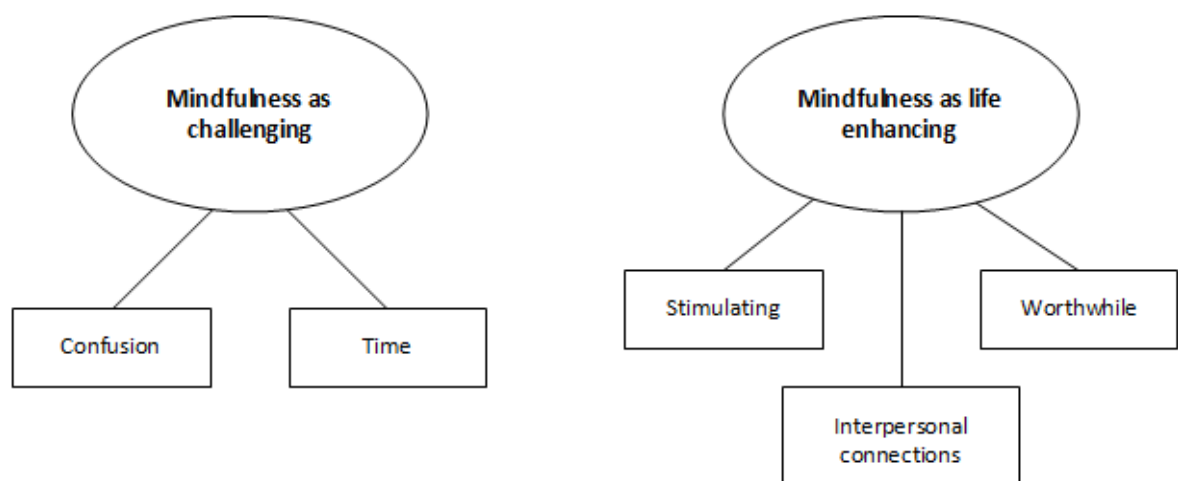 Mindfulness as
challenging
Confusion
Time
Mindfulness as life
enhancing
Stimulating
Worthwhile
Interpersonal
connections